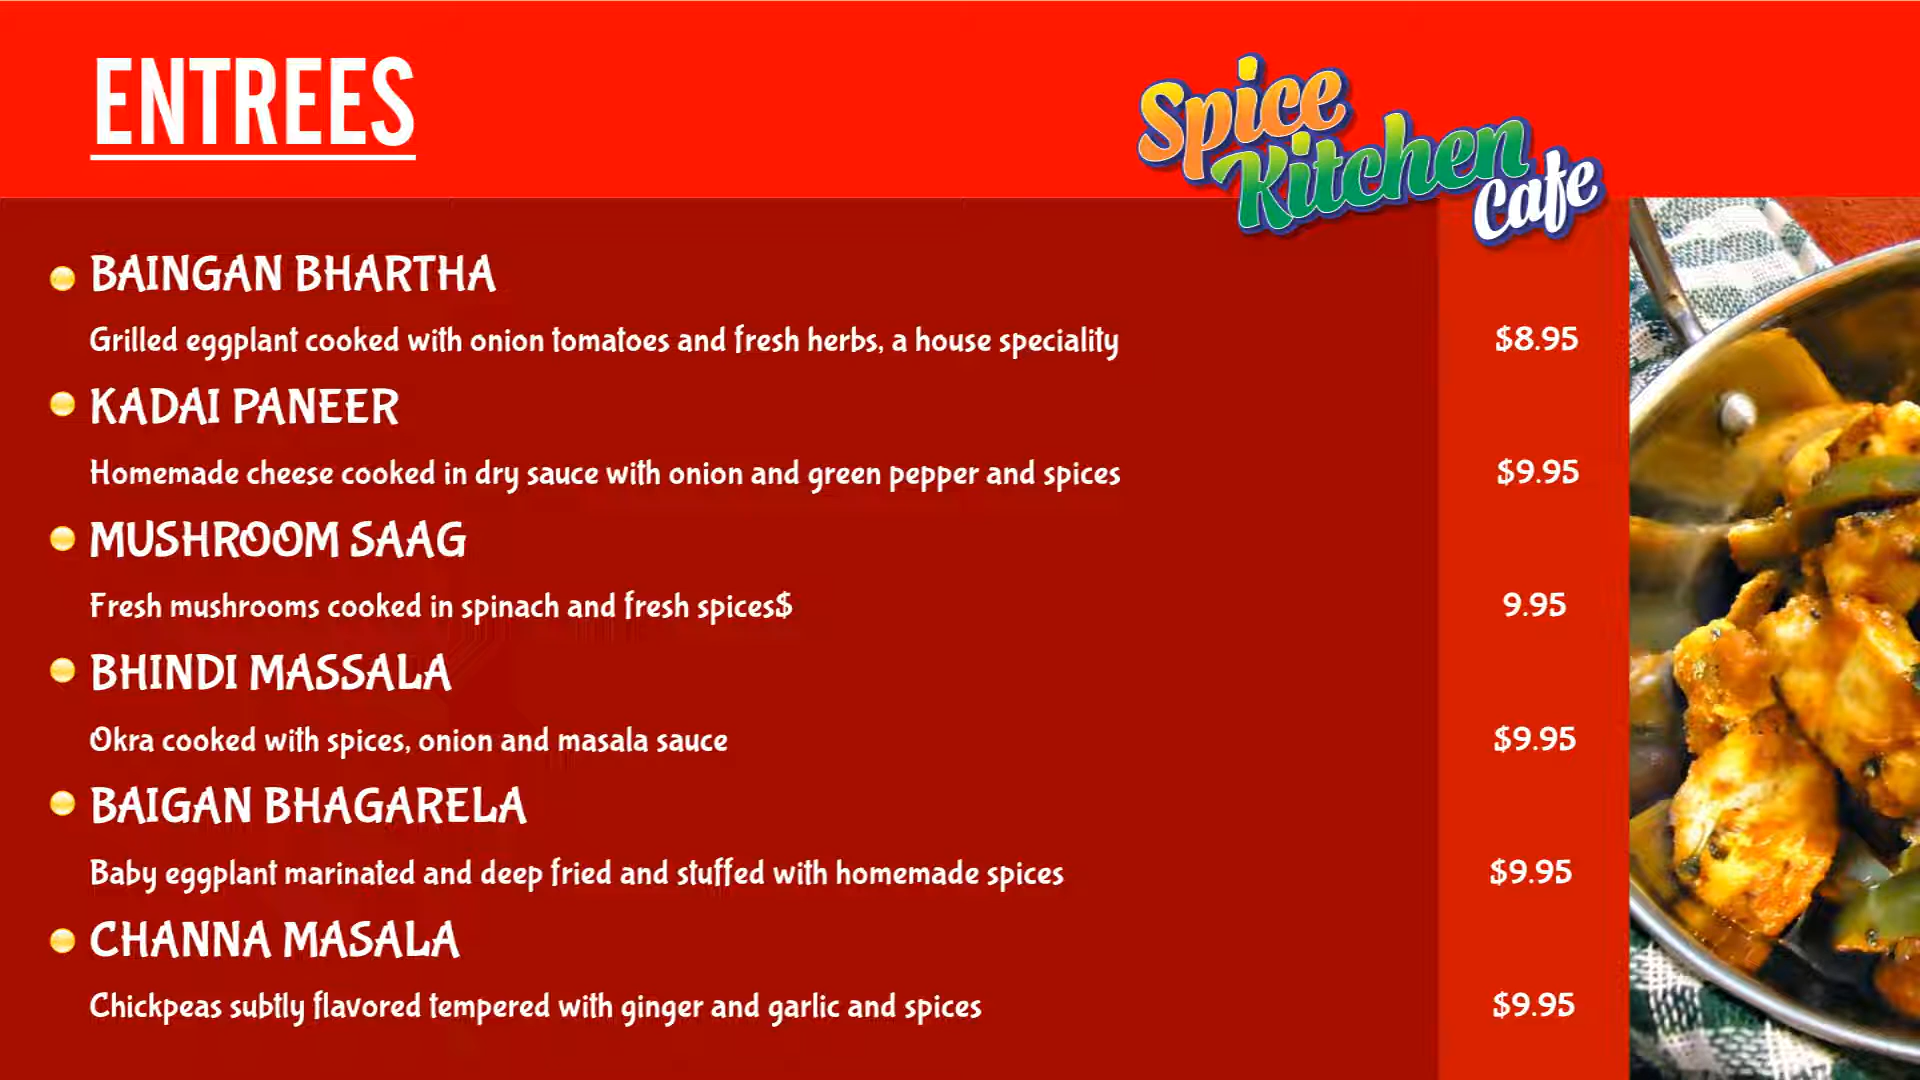 ENTREES
Spice
Kitchen
Cafe
BAINGAN BHARTHA
Grilled eggplant cooked with onion tomatoes and fresh herbs, a house speciality $8.95
KADAI PANEER
Homemade cheese cooked in dry sauce with onion and green pepper and spices $9.95
MUSHROOM SAAG
Fresh mushrooms cooked in spinach and fresh spices$ 9.95
BHINDI MASSALA
Okra cooked with spices, onion and masala sauce $9.95
BAIGAN BHAGARELA
Baby eggplant marinated and deep fried and stuffed with homemade spices $9.95
CHANNA MASALA
Chickpeas subtly flavored tempered with ginger and garlic and spices $9.95